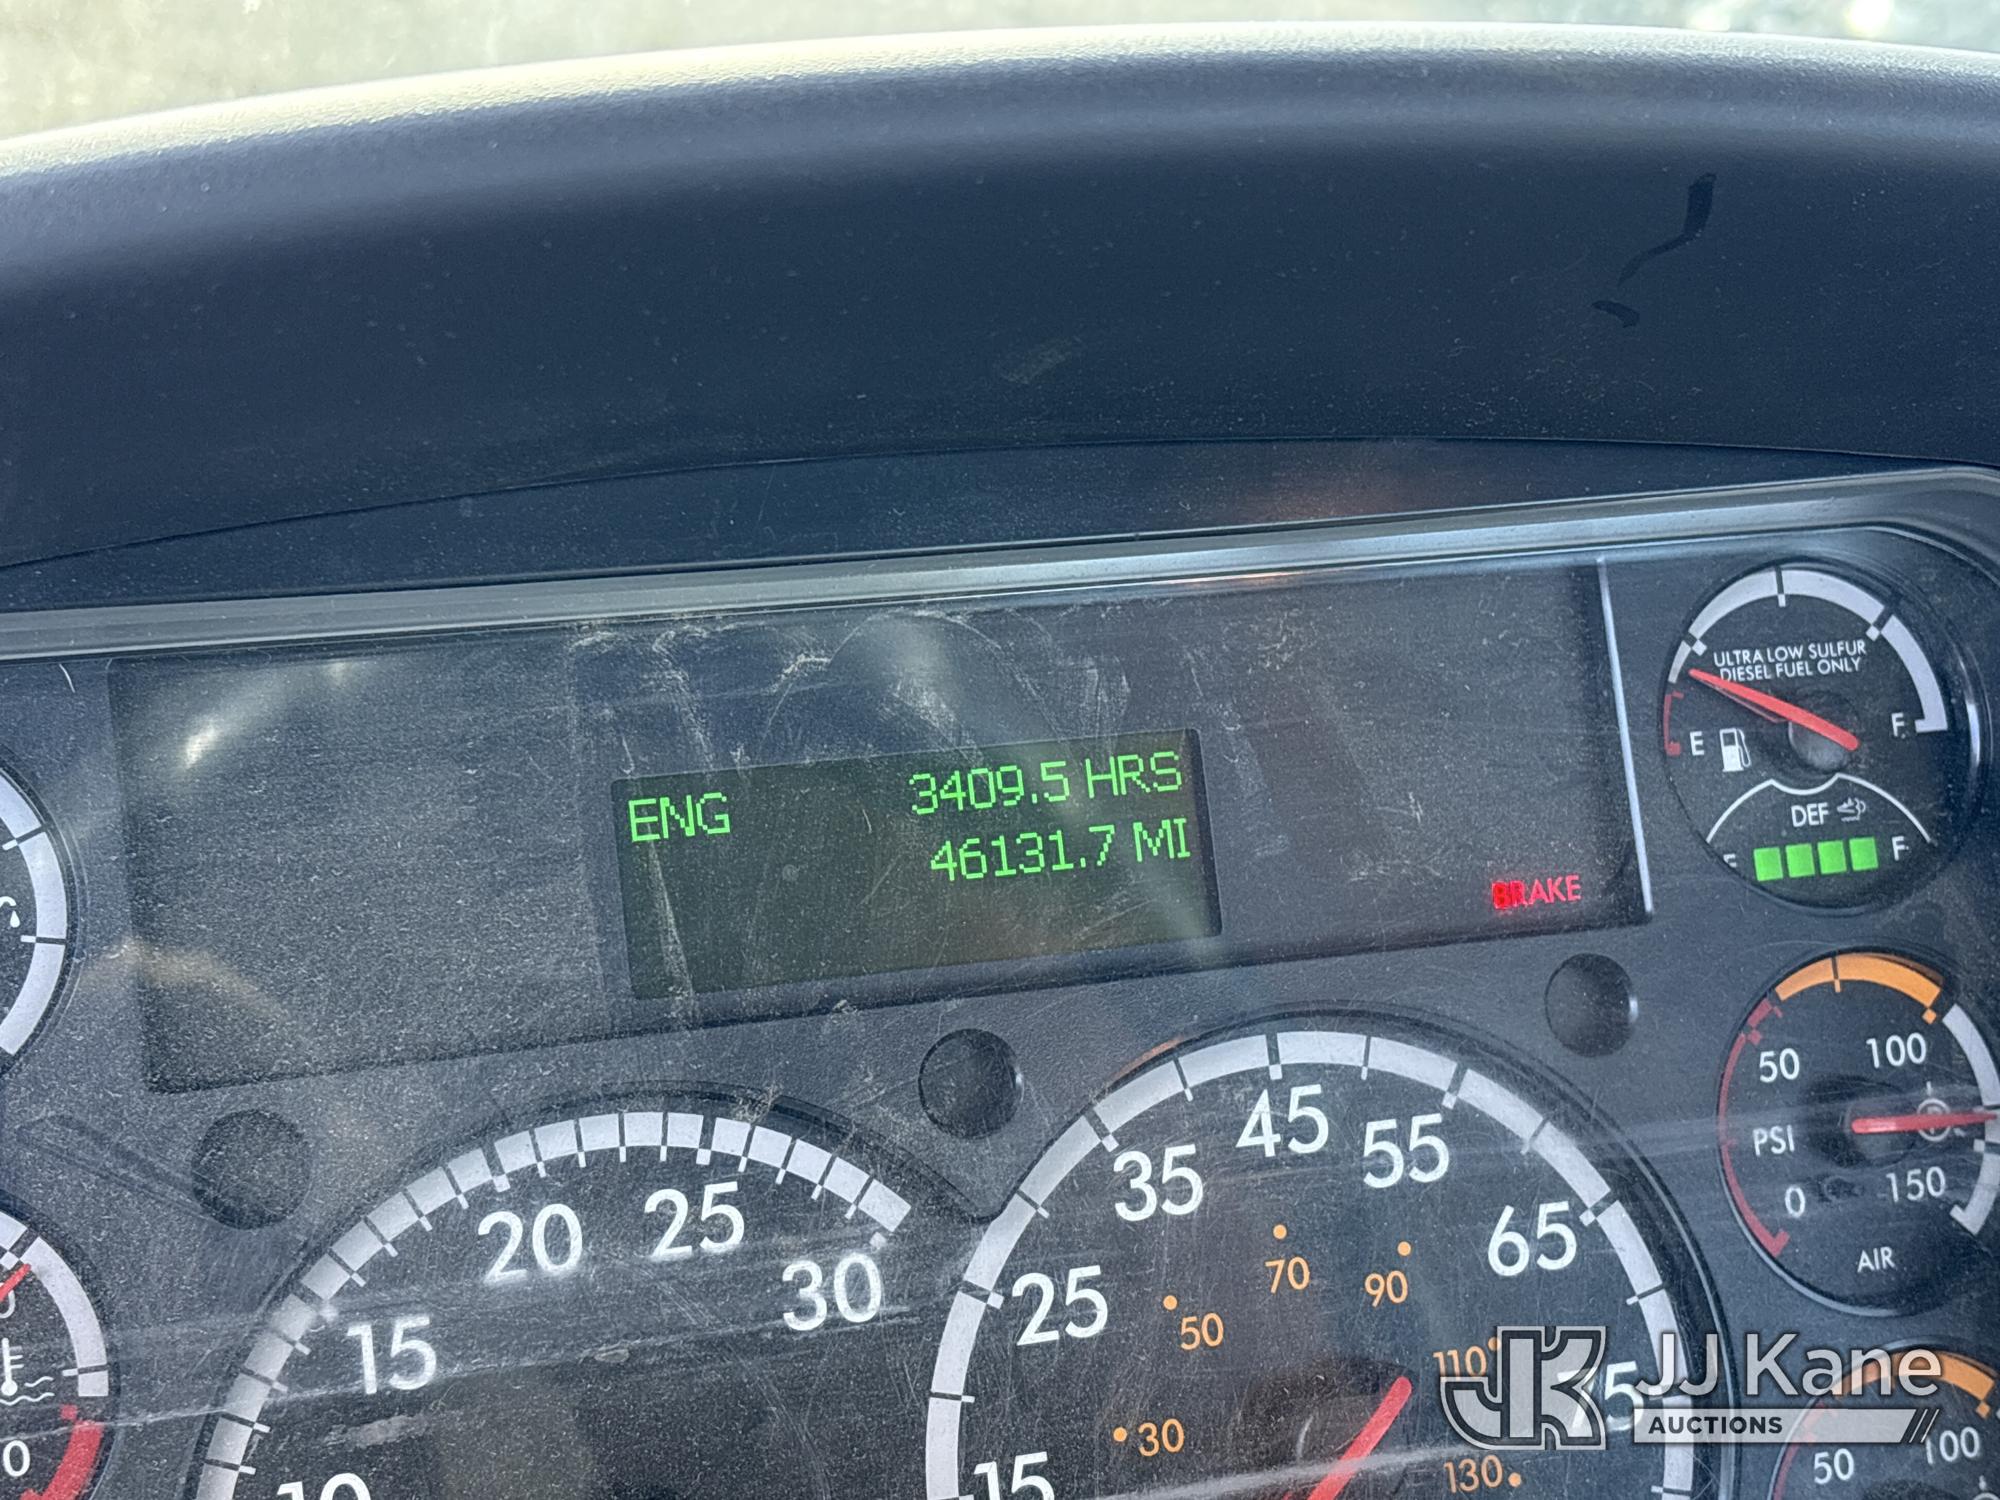 ENG 3409.5 HRS
46131.7 MI
BRAKE
ULTRA LOW SULFUR
DIESEL FUEL ONLY
E F
DEF
F
50 100
PSI
0 150
AIR
15 20 25 30
15 25 35 45 55 65
30 50 70 90 110 130
50 100
JK JJ Kane
AUCTIONS